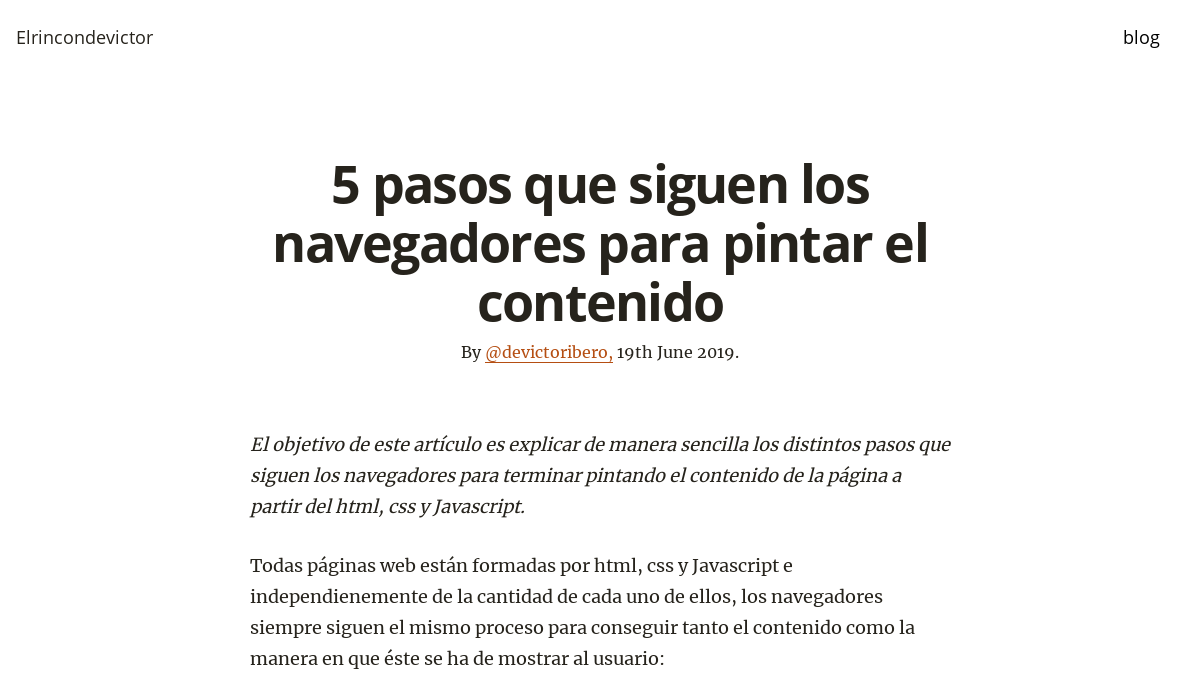 Elrincondevictor
blog
5 pasos que siguen los
navegadores para pintar el
contenido
By @devictoribero, 19th June 2019.
El objetivo de este artículo es explicar de manera sencilla los distintos pasos que
siguen los navegadores para terminar pintando el contenido de la página a
partir del html, css y Javascript.
Todas páginas web están formadas por html, css y Javascript e
independienemente de la cantidad de cada uno de ellos, los navegadores
siempre siguen el mismo proceso para conseguir tanto el contenido como la
manera en que éste se ha de mostrar al usuario: